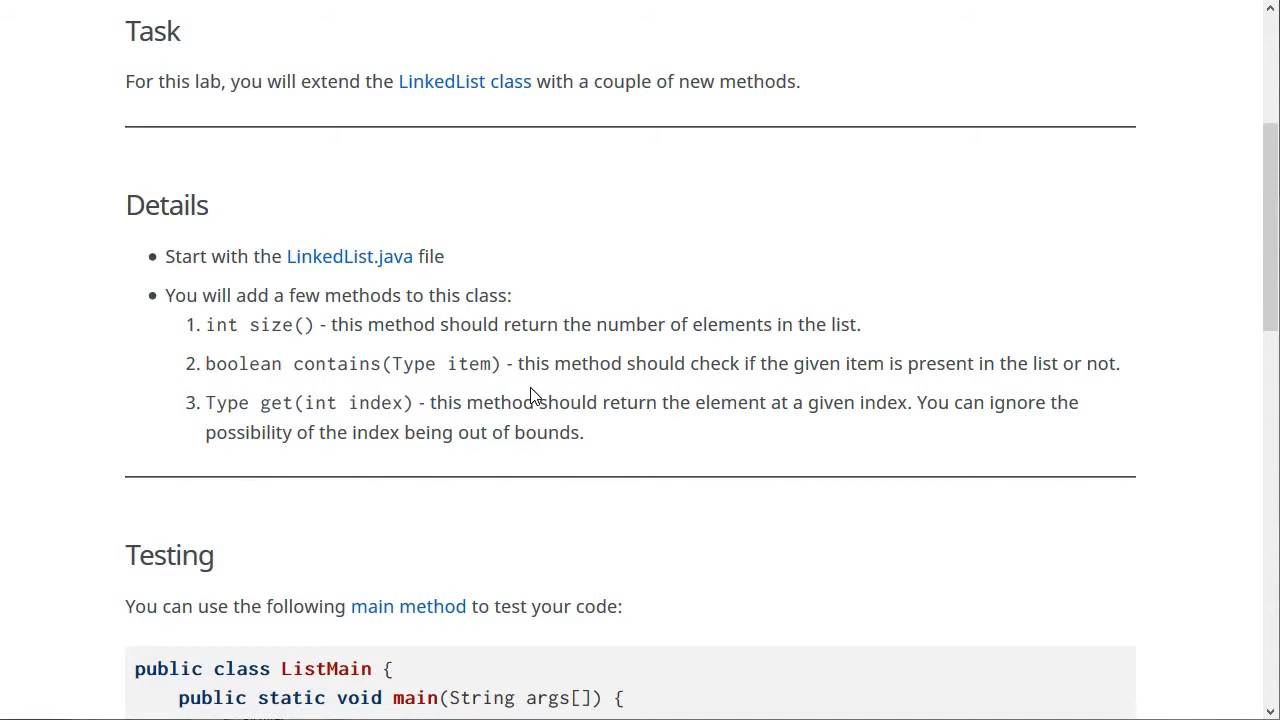 Task
For this lab, you will extend the LinkedList class with a couple of new methods.
Details
• Start with the LinkedList.java file
• You will add a few methods to this class:
1. int size() - this method should return the number of elements in the list.
2. boolean contains(Type item) - this method should check if the given item is present in the list or not.
3. Type get(int index) - this method should return the element at a given index. You can ignore the
possibility of the index being out of bounds.
Testing
You can use the following main method to test your code:
public class ListMain {
public static void main(String args[]) {